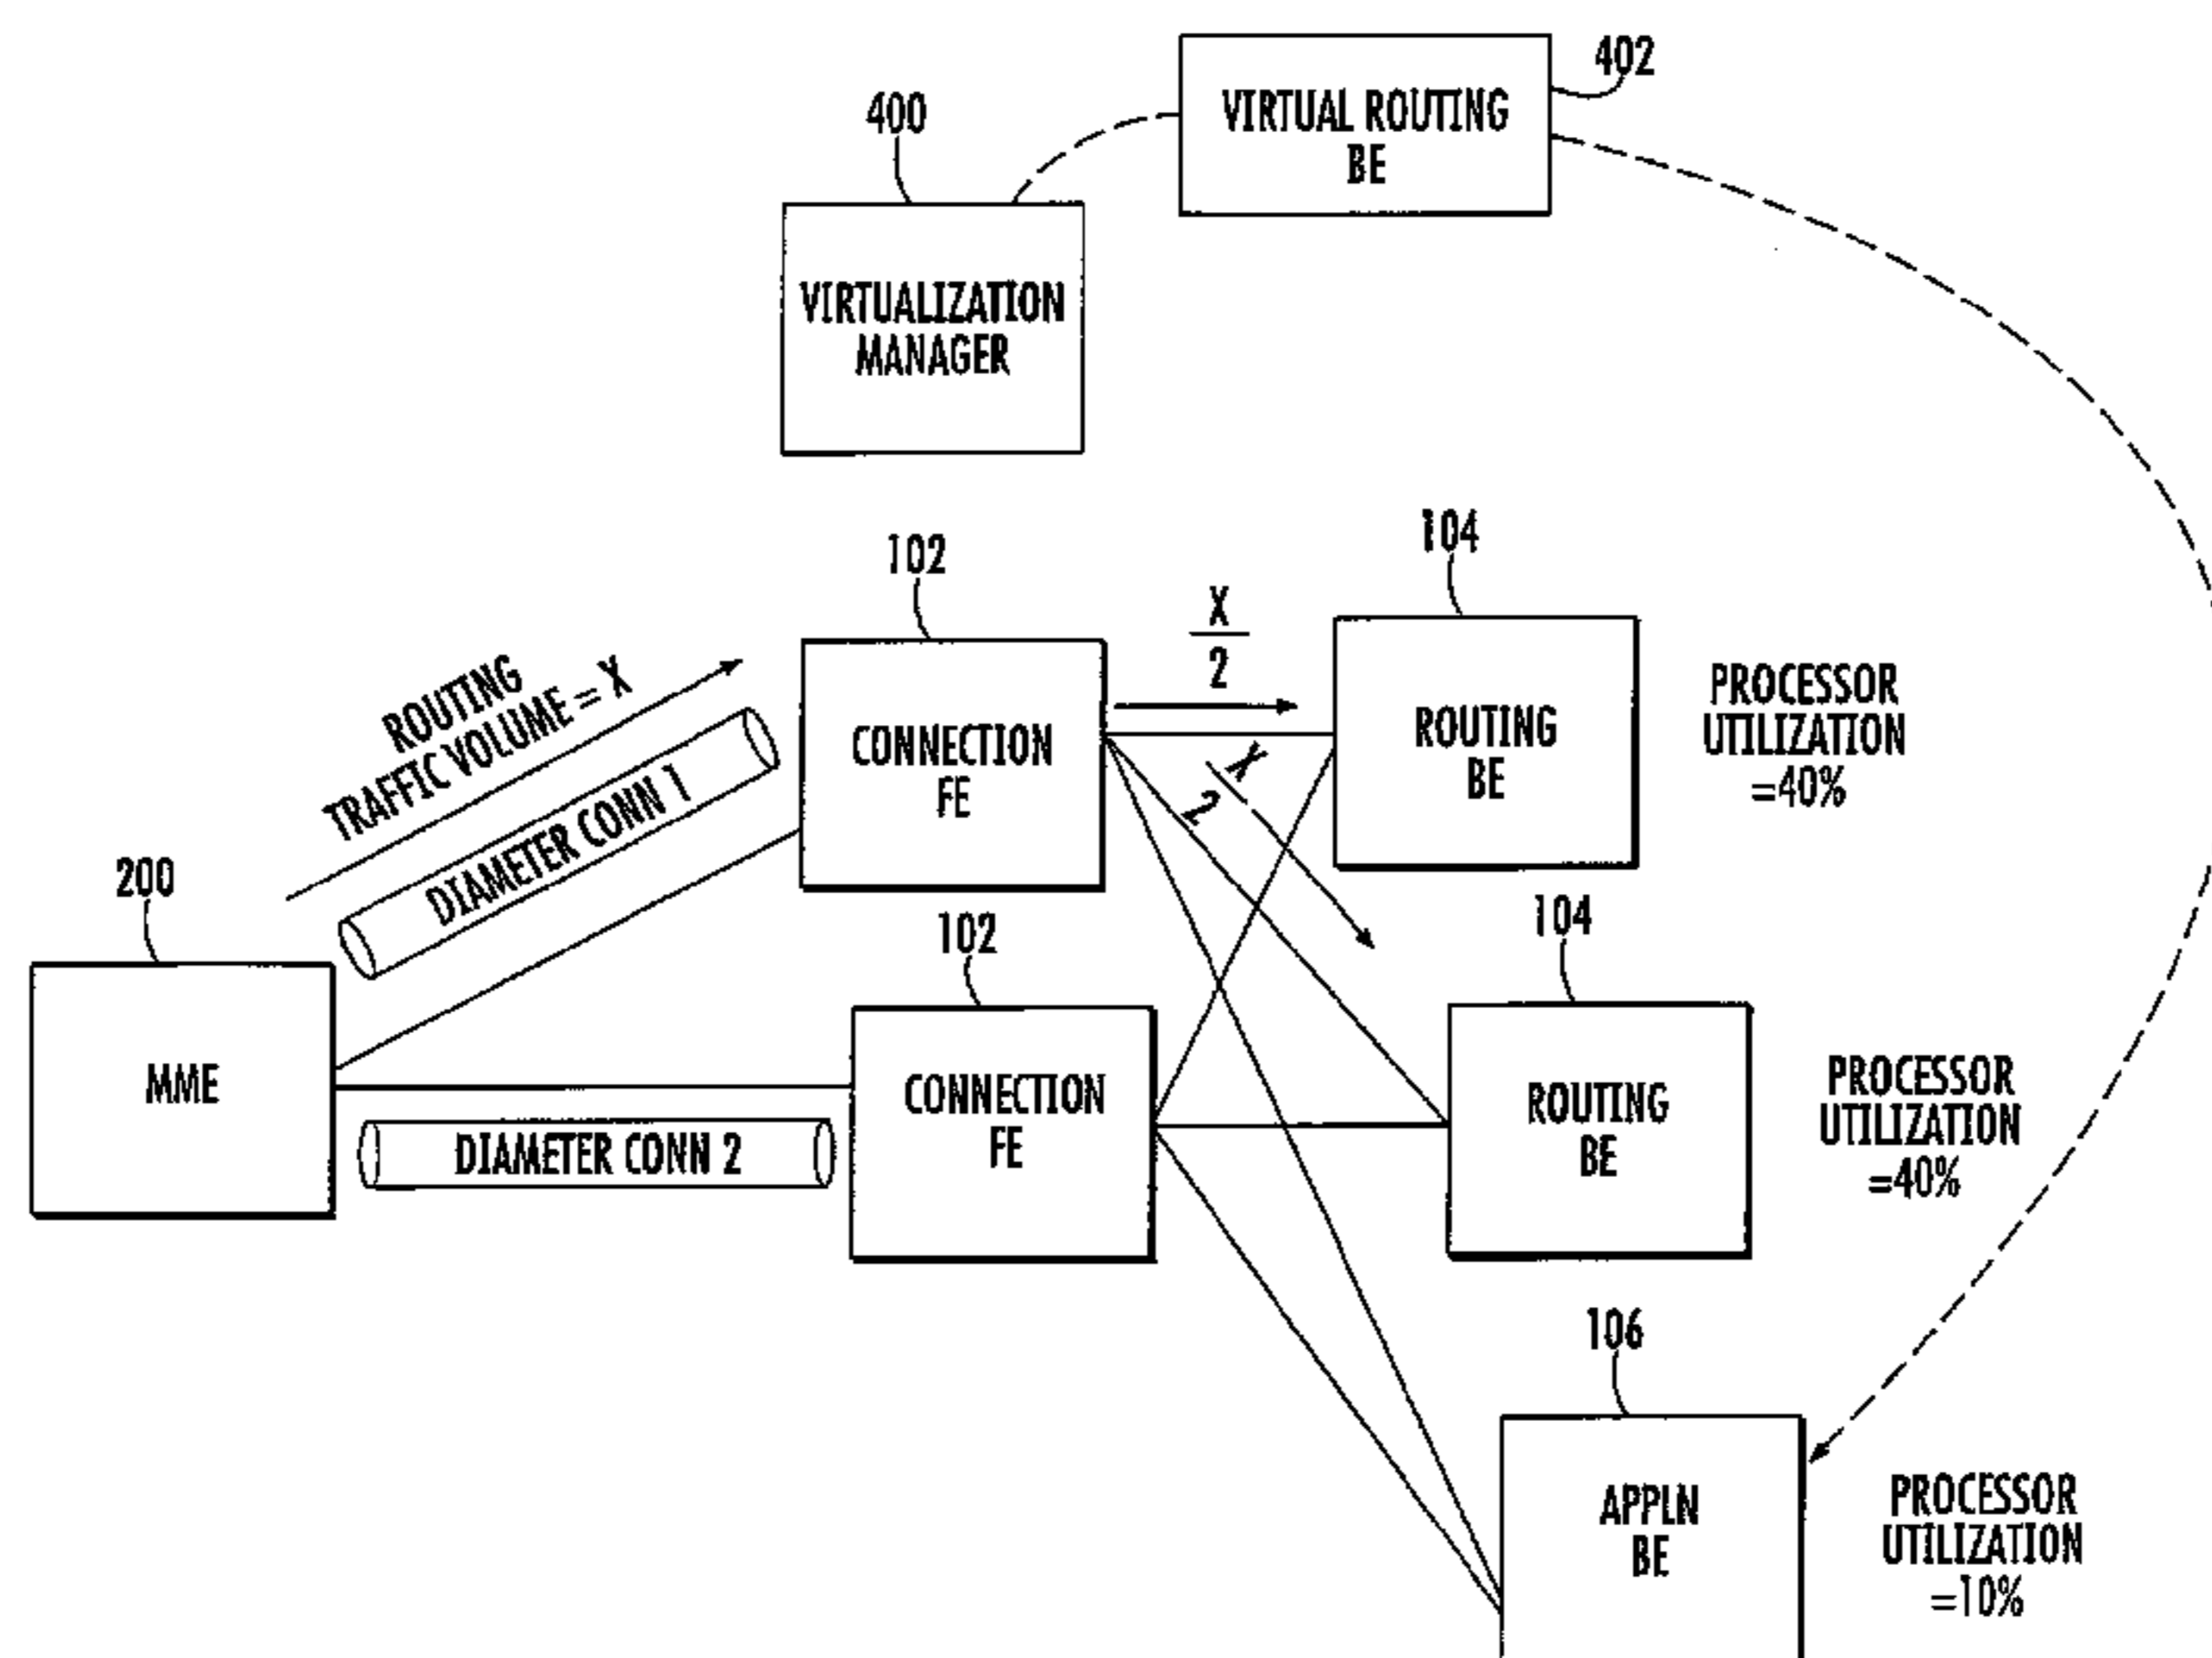 402
VIRTUAL ROUTING
BE
400
VIRTUALIZATION
MANAGER
102
104
X
2
ROUTING
TRAFFIC VOLUME = X
DIAMETER CONN 1
CONNECTION
FE
ROUTING
BE
PROCESSOR
UTILIZATION
=40%
X
2
200
102
104
MME
DIAMETER CONN 2
CONNECTION
FE
ROUTING
BE
PROCESSOR
UTILIZATION
=40%
106
APPLN
BE
PROCESSOR
UTILIZATION
=10%